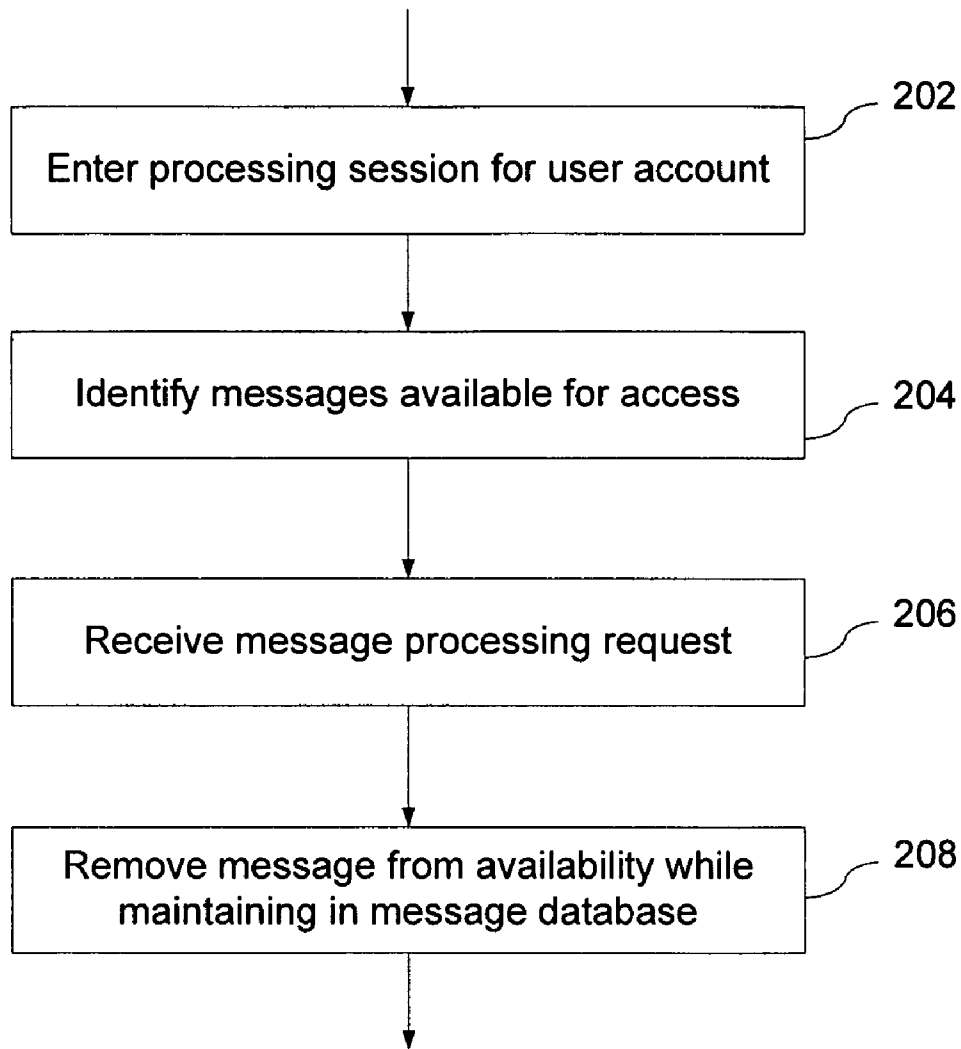 202
Enter processing session for user account
Identify messages available for access
204
206
Receive message processing request
208
Remove message from availability while
maintaining in message database